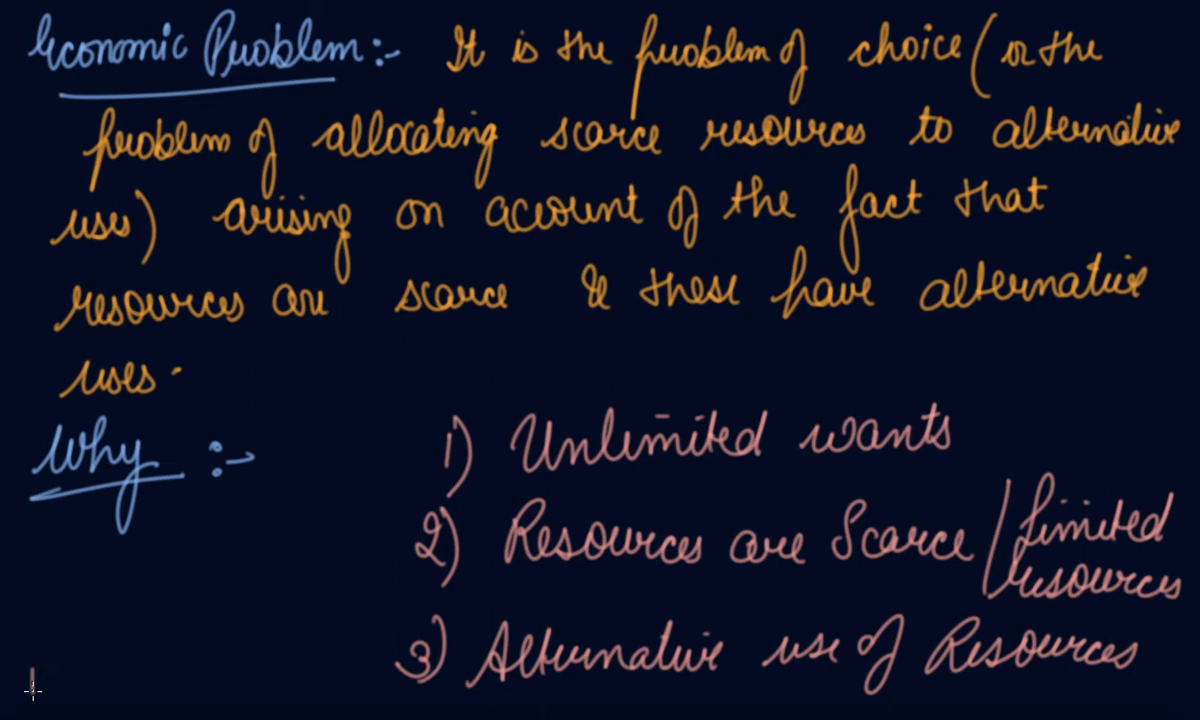 Economic Problem:- It is the problem of choice (or the
problem of allocating scarce resources to alternative
uses) arising on account of the fact that
resources are scarce & these have alternative
uses.
Why :-
1) Unlimited wants
2) Resources are Scarce / limited
resources
3) Alternative use of Resources